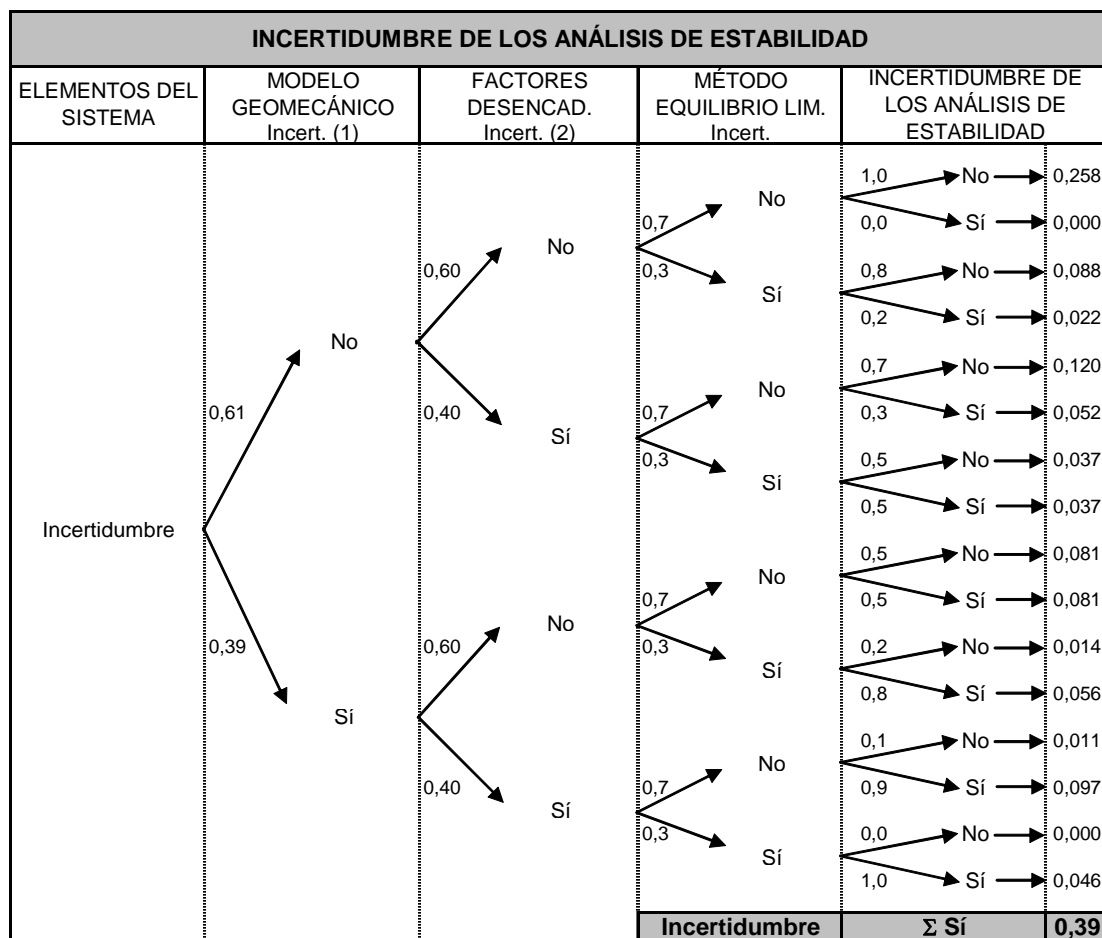 INCERTIDUMBRE DE LOS ANÁLISIS DE ESTABILIDAD
ELEMENTOS DEL
SISTEMA
MODELO
GEOMECÁNICO
Incert. (1)
FACTORES
DESENCAD.
Incert. (2)
MÉTODO
EQUILIBRIO LIM.
Incert.
INCERTIDUMBRE DE
LOS ANÁLISIS DE
ESTABILIDAD
Incertidumbre
0,61
0,39
No
Sí
0,60
0,40
0,60
0,40
No
Sí
No
Sí
0,7
0,3
0,7
0,3
0,7
0,3
0,7
0,3
No
Sí
No
Sí
No
Sí
No
Sí
1,0 No 0,258
0,0 Sí 0,000
0,8 No 0,088
0,2 Sí 0,022
0,7 No 0,120
0,3 Sí 0,052
0,5 No 0,037
0,5 Sí 0,037
0,5 No 0,081
0,5 Sí 0,081
0,2 No 0,014
0,8 Sí 0,056
0,1 No 0,011
0,9 Sí 0,097
0,0 No 0,000
1,0 Sí 0,046
Incertidumbre Σ Sí 0,39